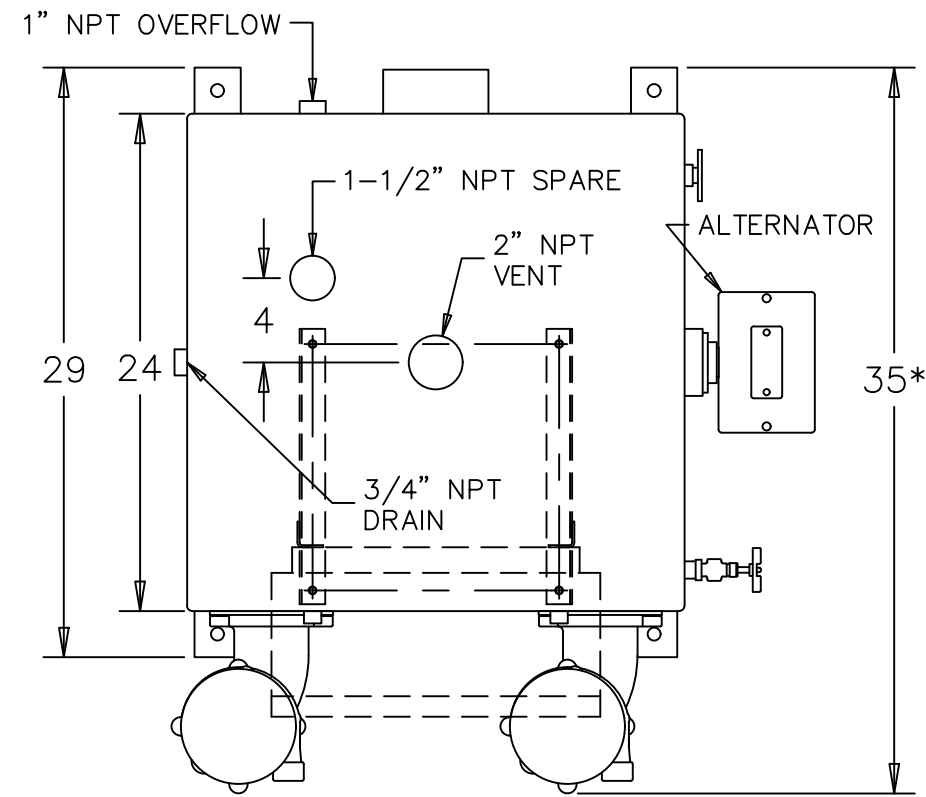 1” NPT OVERFLOW
1-1/2” NPT SPARE
ALTERNATOR
2” NPT
VENT
4
29
24
35*
3/4” NPT
DRAIN